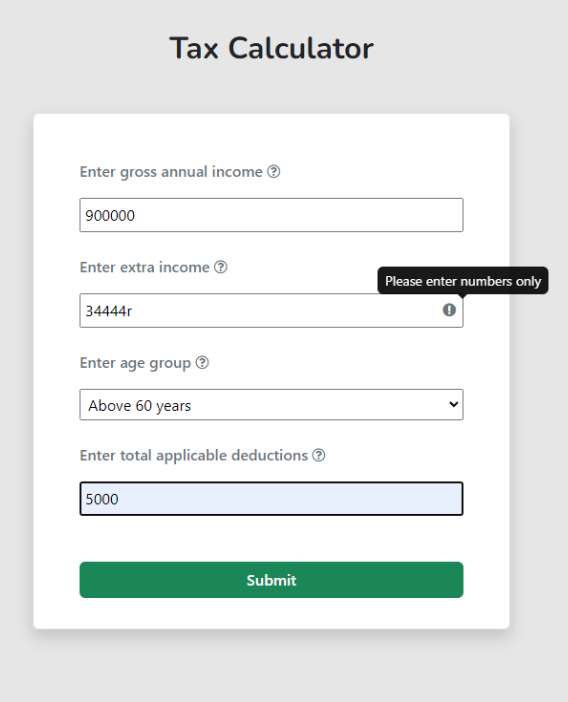 Tax Calculator
Enter gross annual income
900000
Enter extra income
Please enter numbers only
34444r
Enter age group
Above 60 years
Enter total applicable deductions
5000
Submit